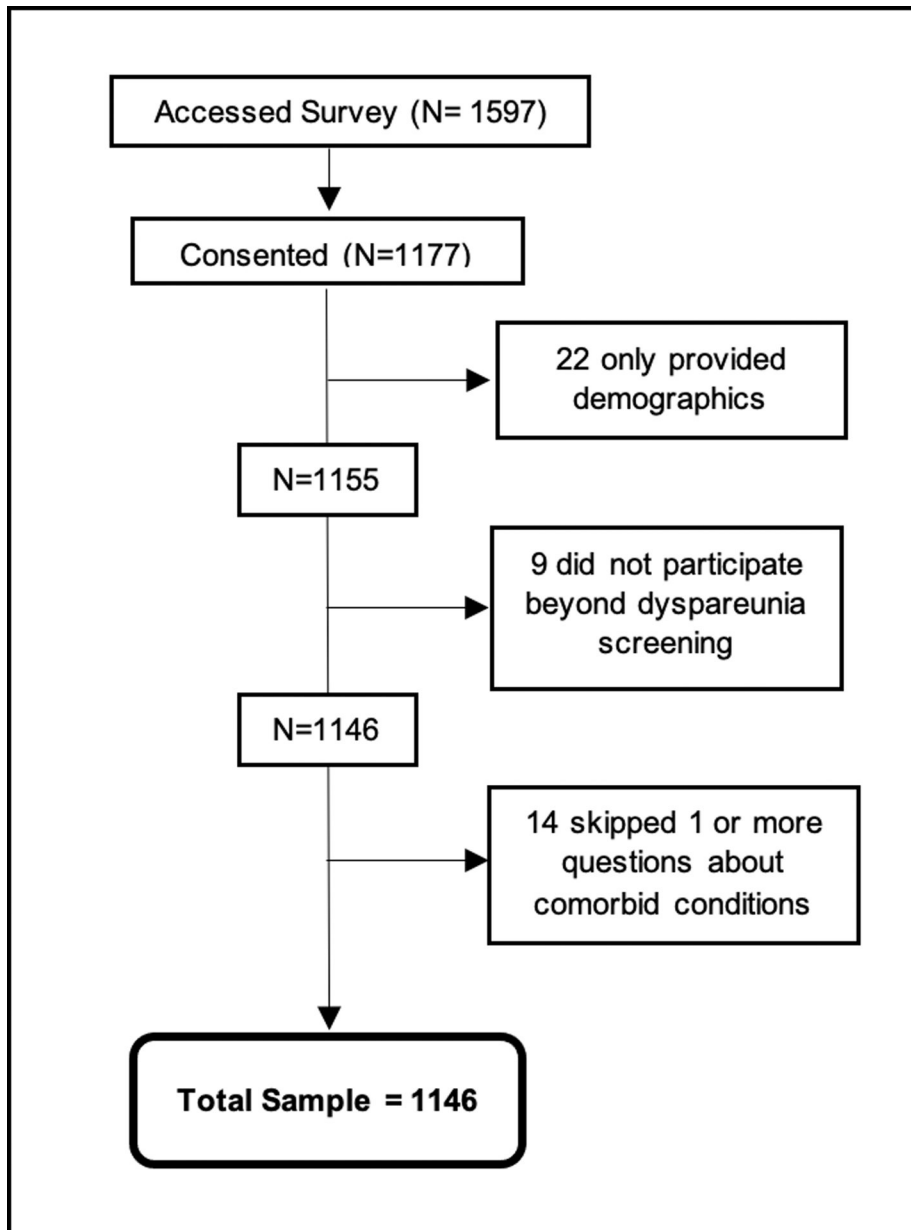 Accessed Survey (N= 1597)
Consented (N=1177)
22 only provided
demographics
N=1155
9 did not participate
beyond dyspareunia
screening
N=1146
14 skipped 1 or more
questions about
comorbid conditions
Total Sample = 1146